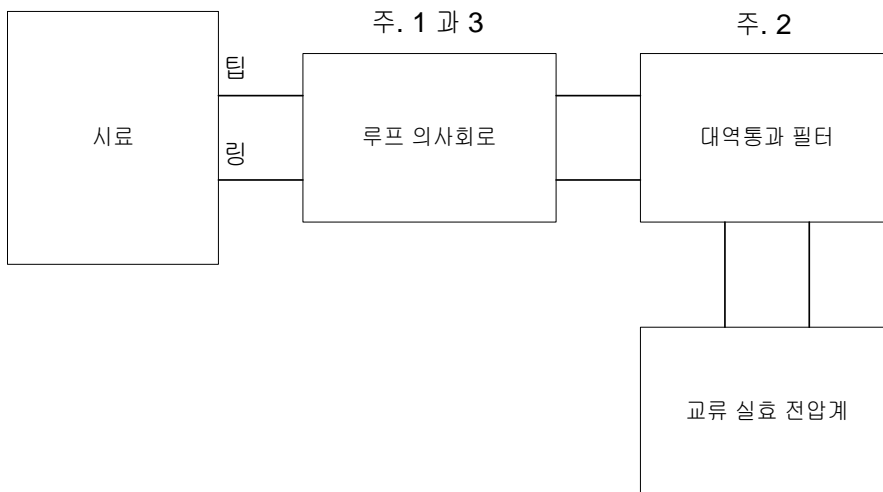 주. 1 과 3
주. 2
팁
시료
루프 의사회로
대역통과 필터
링
교류 실효 전압계